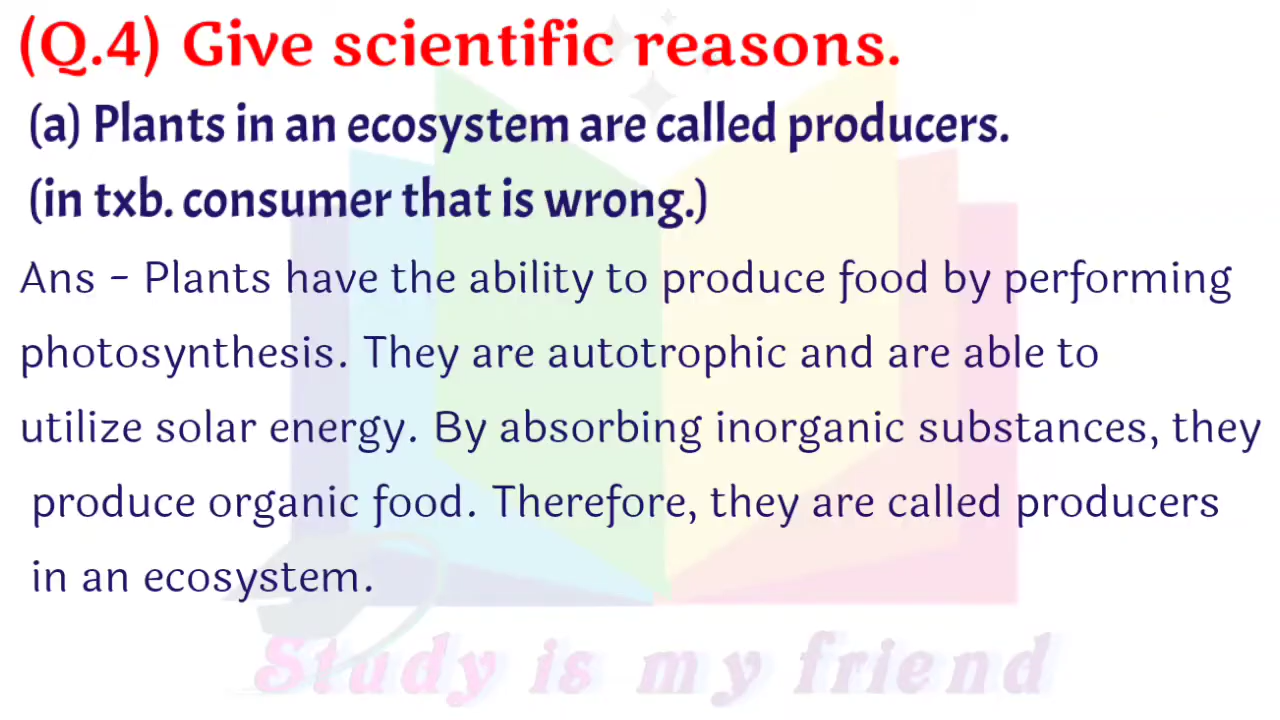 (Q.4) Give scientific reasons.
(a) Plants in an ecosystem are called producers.
(in txb. consumer that is wrong.)
Ans - Plants have the ability to produce food by performing
photosynthesis. They are autotrophic and are able to
utilize solar energy. By absorbing inorganic substances, they
produce organic food. Therefore, they are called producers
in an ecosystem.
Study is my friend